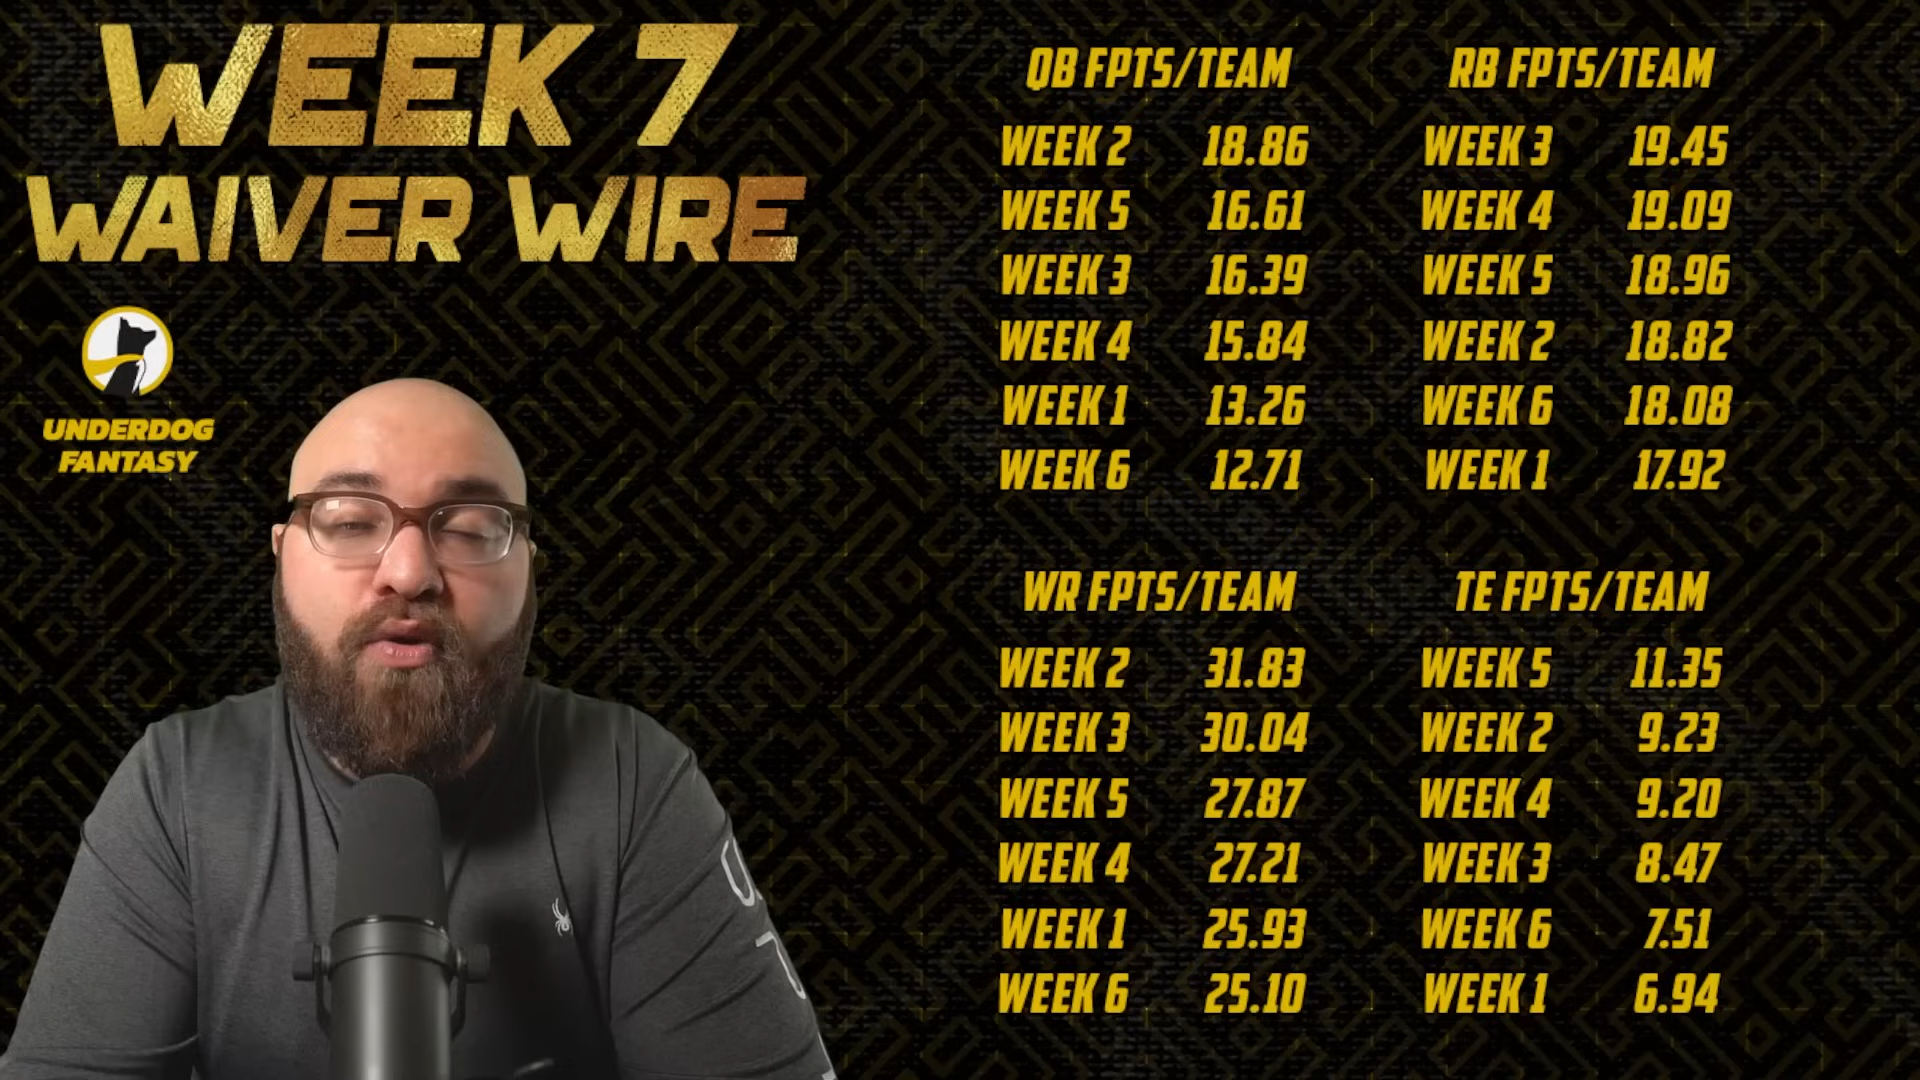 WEEK 7
WAIVER WIRE
UNDERDOG
FANTASY
QB FPTS/TEAM
WEEK 2 18.86
WEEK 5 16.61
WEEK 3 16.39
WEEK 4 15.84
WEEK 1 13.26
WEEK 6 12.71
RB FPTS/TEAM
WEEK 3 19.45
WEEK 4 19.09
WEEK 5 18.96
WEEK 2 18.82
WEEK 6 18.08
WEEK 1 17.92
WR FPTS/TEAM
WEEK 2 31.83
WEEK 3 30.04
WEEK 5 27.87
WEEK 4 27.21
WEEK 1 25.93
WEEK 6 25.10
TE FPTS/TEAM
WEEK 5 11.35
WEEK 2 9.23
WEEK 4 9.20
WEEK 3 8.47
WEEK 6 7.51
WEEK 1 6.94